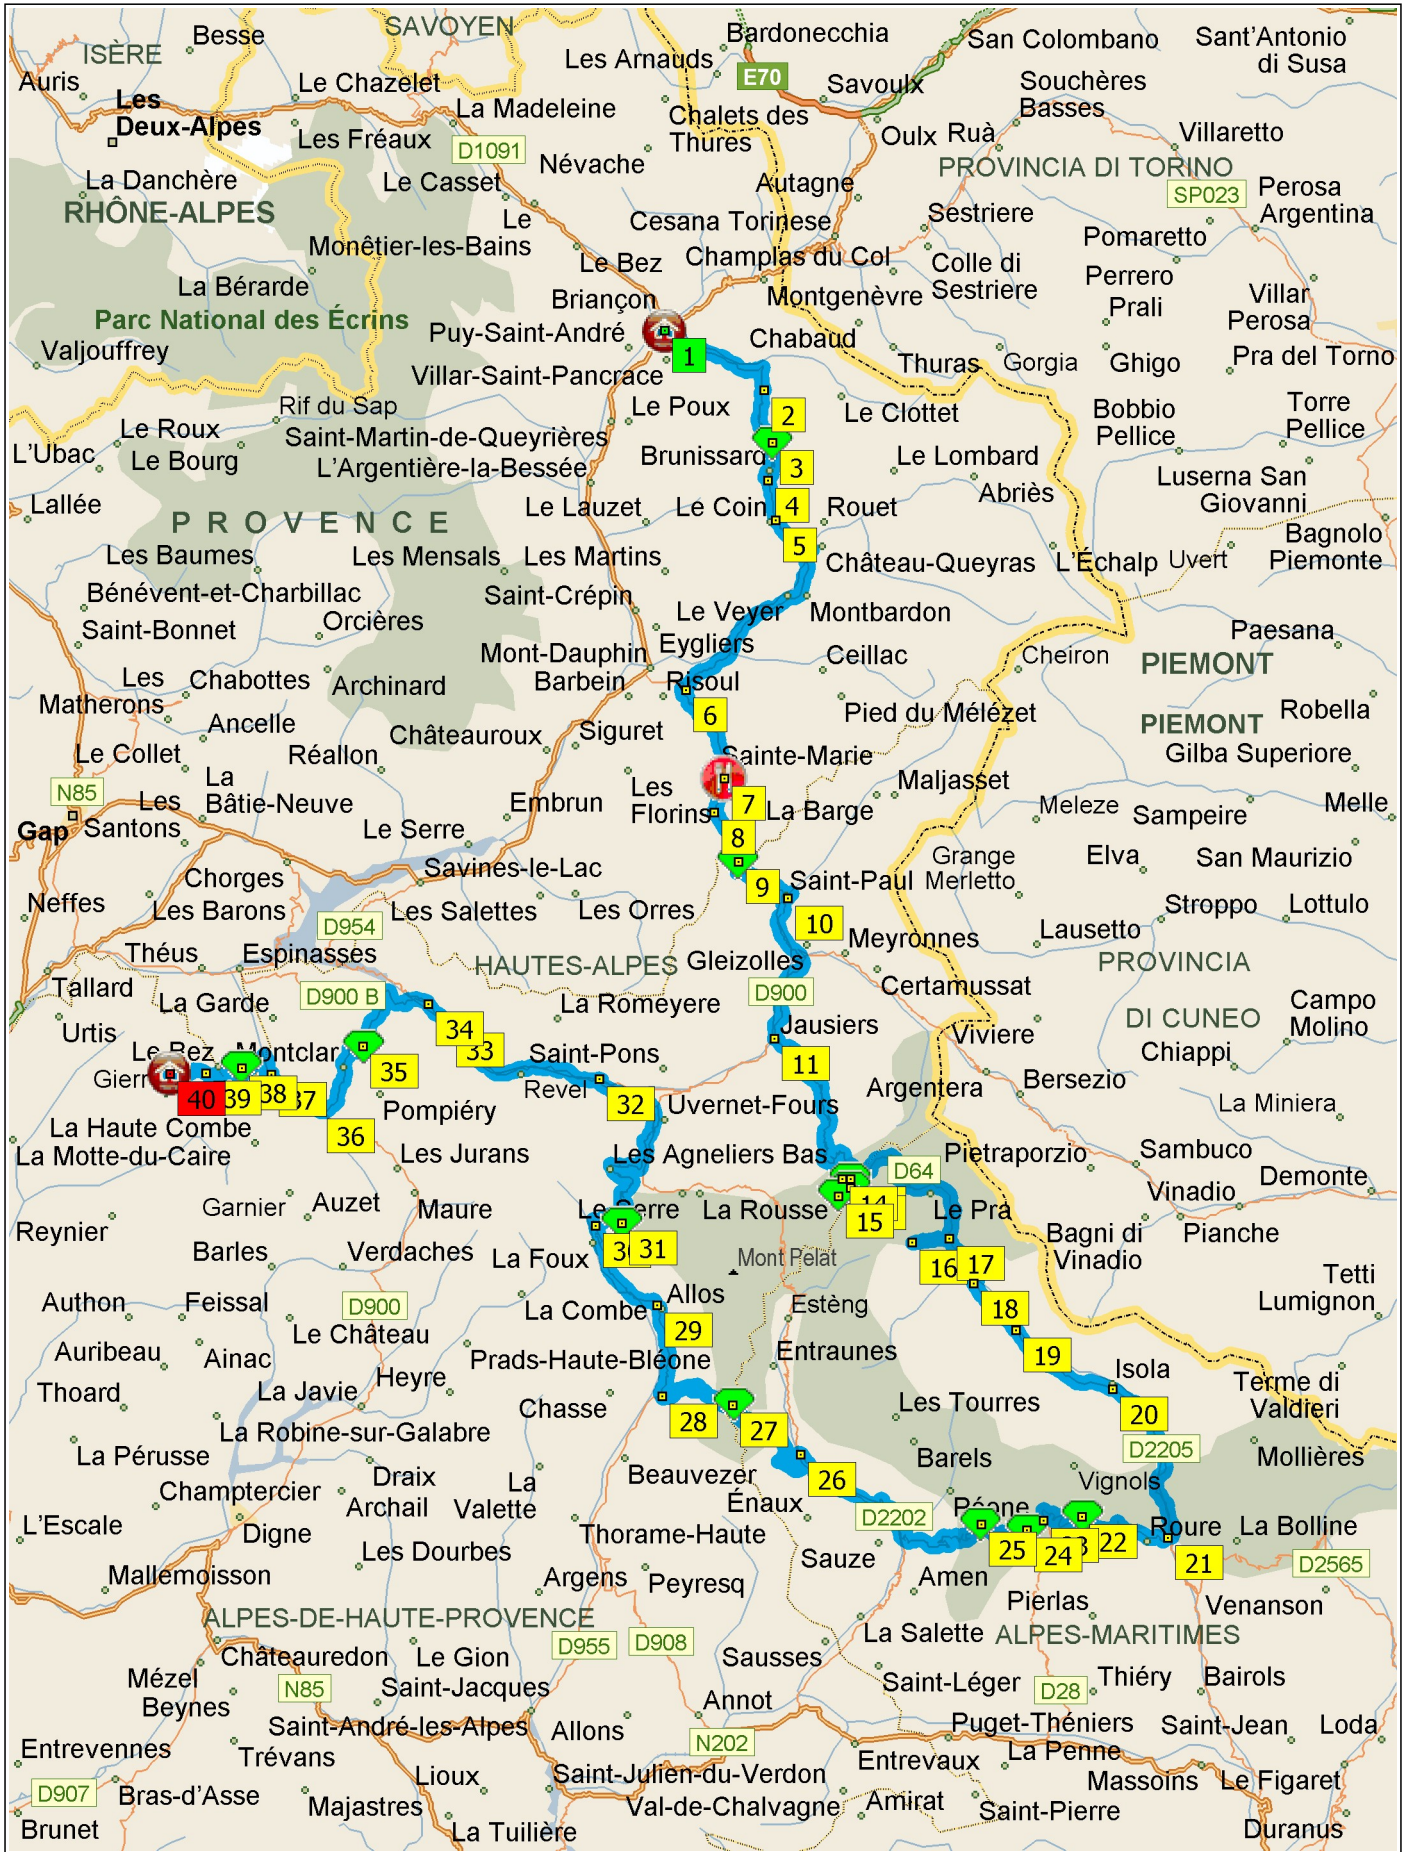 Besse
SAVOYEN
Bardonecchia
San Colombano
Sant'Antonio
di Susa
ISÈRE
Les Arnauds
E70
Auris
Le Chazelet
Savoulx
Souchères
Basses
Les
Deux-Alpes
La Madeleine
Chalets des
Thures
Les Fréaux
D1091
Névache
Oulx
Ruà
Villaretto
PROVINCIA DI TORINO
La Danchère
Le Casset
Autagne
SP023
Perosa
Argentina
RHÔNE-ALPES
Le
Monêtier-les-Bains
Cesana Torinese
Sestriere
Pomaretto
Le Bez
Champlas du Col
Colle di
Sestriere
Perrero
La Bérarde
Briançon
Montgenèvre
Prali
Villar
Perosa
Parc National des Écrins
Puy-Saint-André
Chabaud
Valjouffrey
1
Thuras
Gorgia
Ghigo
Pra del Torno
Villar-Saint-Pancrace
Rif du Sap
Le Poux
2
Le Clottet
Bobbio
Pellice
Torre
Pellice
Le Roux
Saint-Martin-de-Queyrières
L'Ubac
Le Bourg
L'Argentière-la-Bessée
Brunissard
3
Le Lombard
Luserna San
Giovanni
Lallée
Le Lauzet
Le Coin
4
Rouet
Abriès
PROVENCE
Bagnolo
Piemonte
5
Les Baumes
Les Mensals
Les Martins
Château-Queyras
L'Échalp
Uvert
Bénévent-et-Charbillac
Saint-Crépin
Le Veyer
Montbardon
Saint-Bonnet
Orcières
Eygliers
Paesana
Mont-Dauphin
Ceillac
Cheiron
PIEMONT
Les
Matherons
Chabottes
Archinard
Barbein
Risoul
6
Pied du Mélézet
PIEMONT
Robella
Ancelle
Châteauroux
Siguret
Le Collet
Réallon
Sainte-Marie
Gilba Superiore
N85
La
Bâtie-Neuve
Les
Florins
Maljasset
Les
Santons
Embrun
7
La Barge
Meleze
Sampeire
Melle
Gap
Le Serre
8
Savines-le-Lac
Grange
Merletto
Elva
San Maurizio
Chorges
9
Saint-Paul
Neffes
Les Barons
Les Salettes
Les Orres
10
Stroppo
Lottulo
D954
Meyronnes
Lausetto
Théus
Espinasses
HAUTES-ALPES
Gleizolles
PROVINCIA
DI CUNEO
Tallard
La Garde
D900 B
La Romeyere
D900
Certamussat
Campo
Molino
Urtis
34
33
Jausiers
Viviere
Chiappi
Le Bez
Montclar
Saint-Pons
11
Gierr
35
Revel
Argentera
Bersezio
40
39
38
37
Pompiéry
32
Uvernet-Fours
La Miniera
La Haute Combe
36
La Motte-du-Caire
Les Jurans
Les Agneliers Bas
Pietraporzio
Sambuco
D64
Demonte
Garnier
Auzet
Maure
La Rousse
14
15
Le Pra
Vinadio
Reynier
Pianche
Barles
Verdaches
La Foux
31
Mont Pelat
16
17
Bagni di
Vinadio
Tetti
Lumignon
Authon
Feissal
D900
La Combe
Allos
Estèng
18
Le Château
29
Auribeau
Ainac
Prads-Haute-Bléone
Entraunes
19
Isola
Thoard
La Javie
Heyre
Chasse
Les Tourres
Terme di
Valdieri
28
27
20
La Robine-sur-Galabre
D2205
La Pérusse
Beauvezer
26
Barels
Mollières
Draix
Champtercier
Archail
La
Valette
Énaux
Vignols
L'Escale
D2202
Péone
Digne
Thorame-Haute
25
24
22
Roure
La Bolline
Les Dourbes
Sauze
21
D2565
Mallemoisson
Argens
Peyresq
Amen
Pierlas
Venanson
ALPES-DE-HAUTE-PROVENCE
La Salette
ALPES-MARITIMES
D955
D908
Châteauredon
Le Gion
Sausses
Mézel
N85
Saint-Jacques
Saint-Léger
D28
Thiéry
Bairols
Beynes
Annot
Saint-André-les-Alpes
Allons
Puget-Théniers
Saint-Jean
Loda
Entrevennes
Trévans
N202
Entrevaux
La Penne
Lioux
Saint-Julien-du-Verdon
Massoins
Le Figaret
D907
Bras-d'Asse
Majastres
Val-de-Chalvagne
Amirat
Saint-Pierre
Brunet
La Tuilière
Duranus